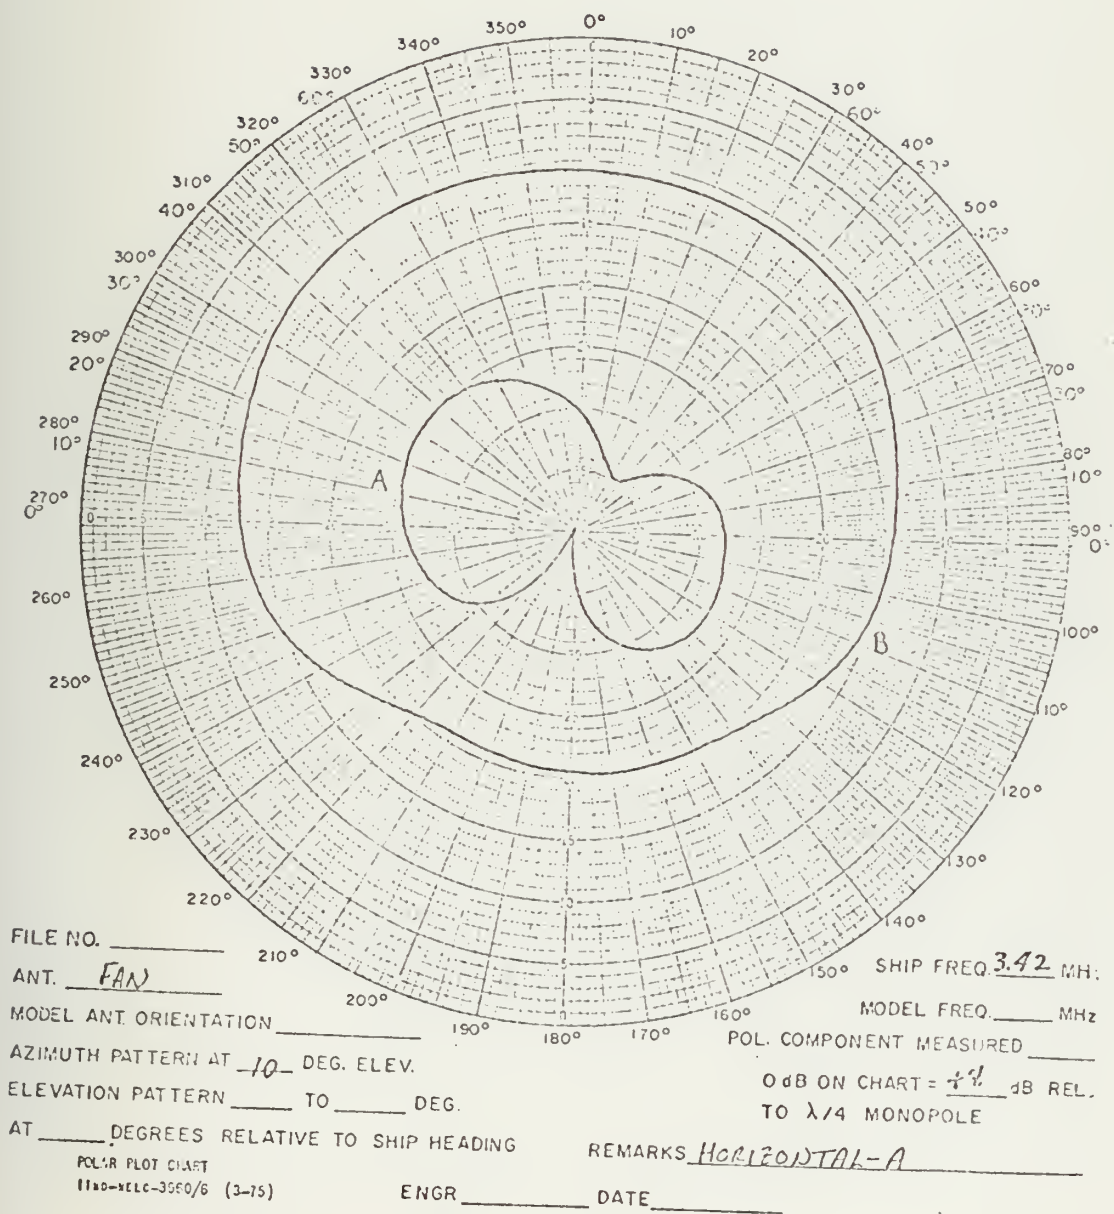 0°
350° 10°
340° 20°
330° 30°
60° 60°
320° 40°
50° 50°
310° 50°
40° 40°
300° 60°
30°
290° 70°
20°
280° 80°
10° 10°
270° 90°
0° 0 0°
A
B
260° 100°
250° 110°
240° 120°
230° 130°
220° 140°
210° 150°
200° 160°
190° 180° 170°
FILE NO.
ANT. FAN
MODEL ANT. ORIENTATION
AZIMUTH PATTERN AT 10 DEG. ELEV.
ELEVATION PATTERN TO DEG.
AT DEGREES RELATIVE TO SHIP HEADING
POLAR PLOT CHART
(3-75)
ENGR DATE
SHIP FREQ. 3.42 MHz
MODEL FREQ. MHz
POL. COMPONENT MEASURED
0 dB ON CHART = dB REL.
TO λ/4 MONOPOLE
REMARKS HORIZONTAL-A